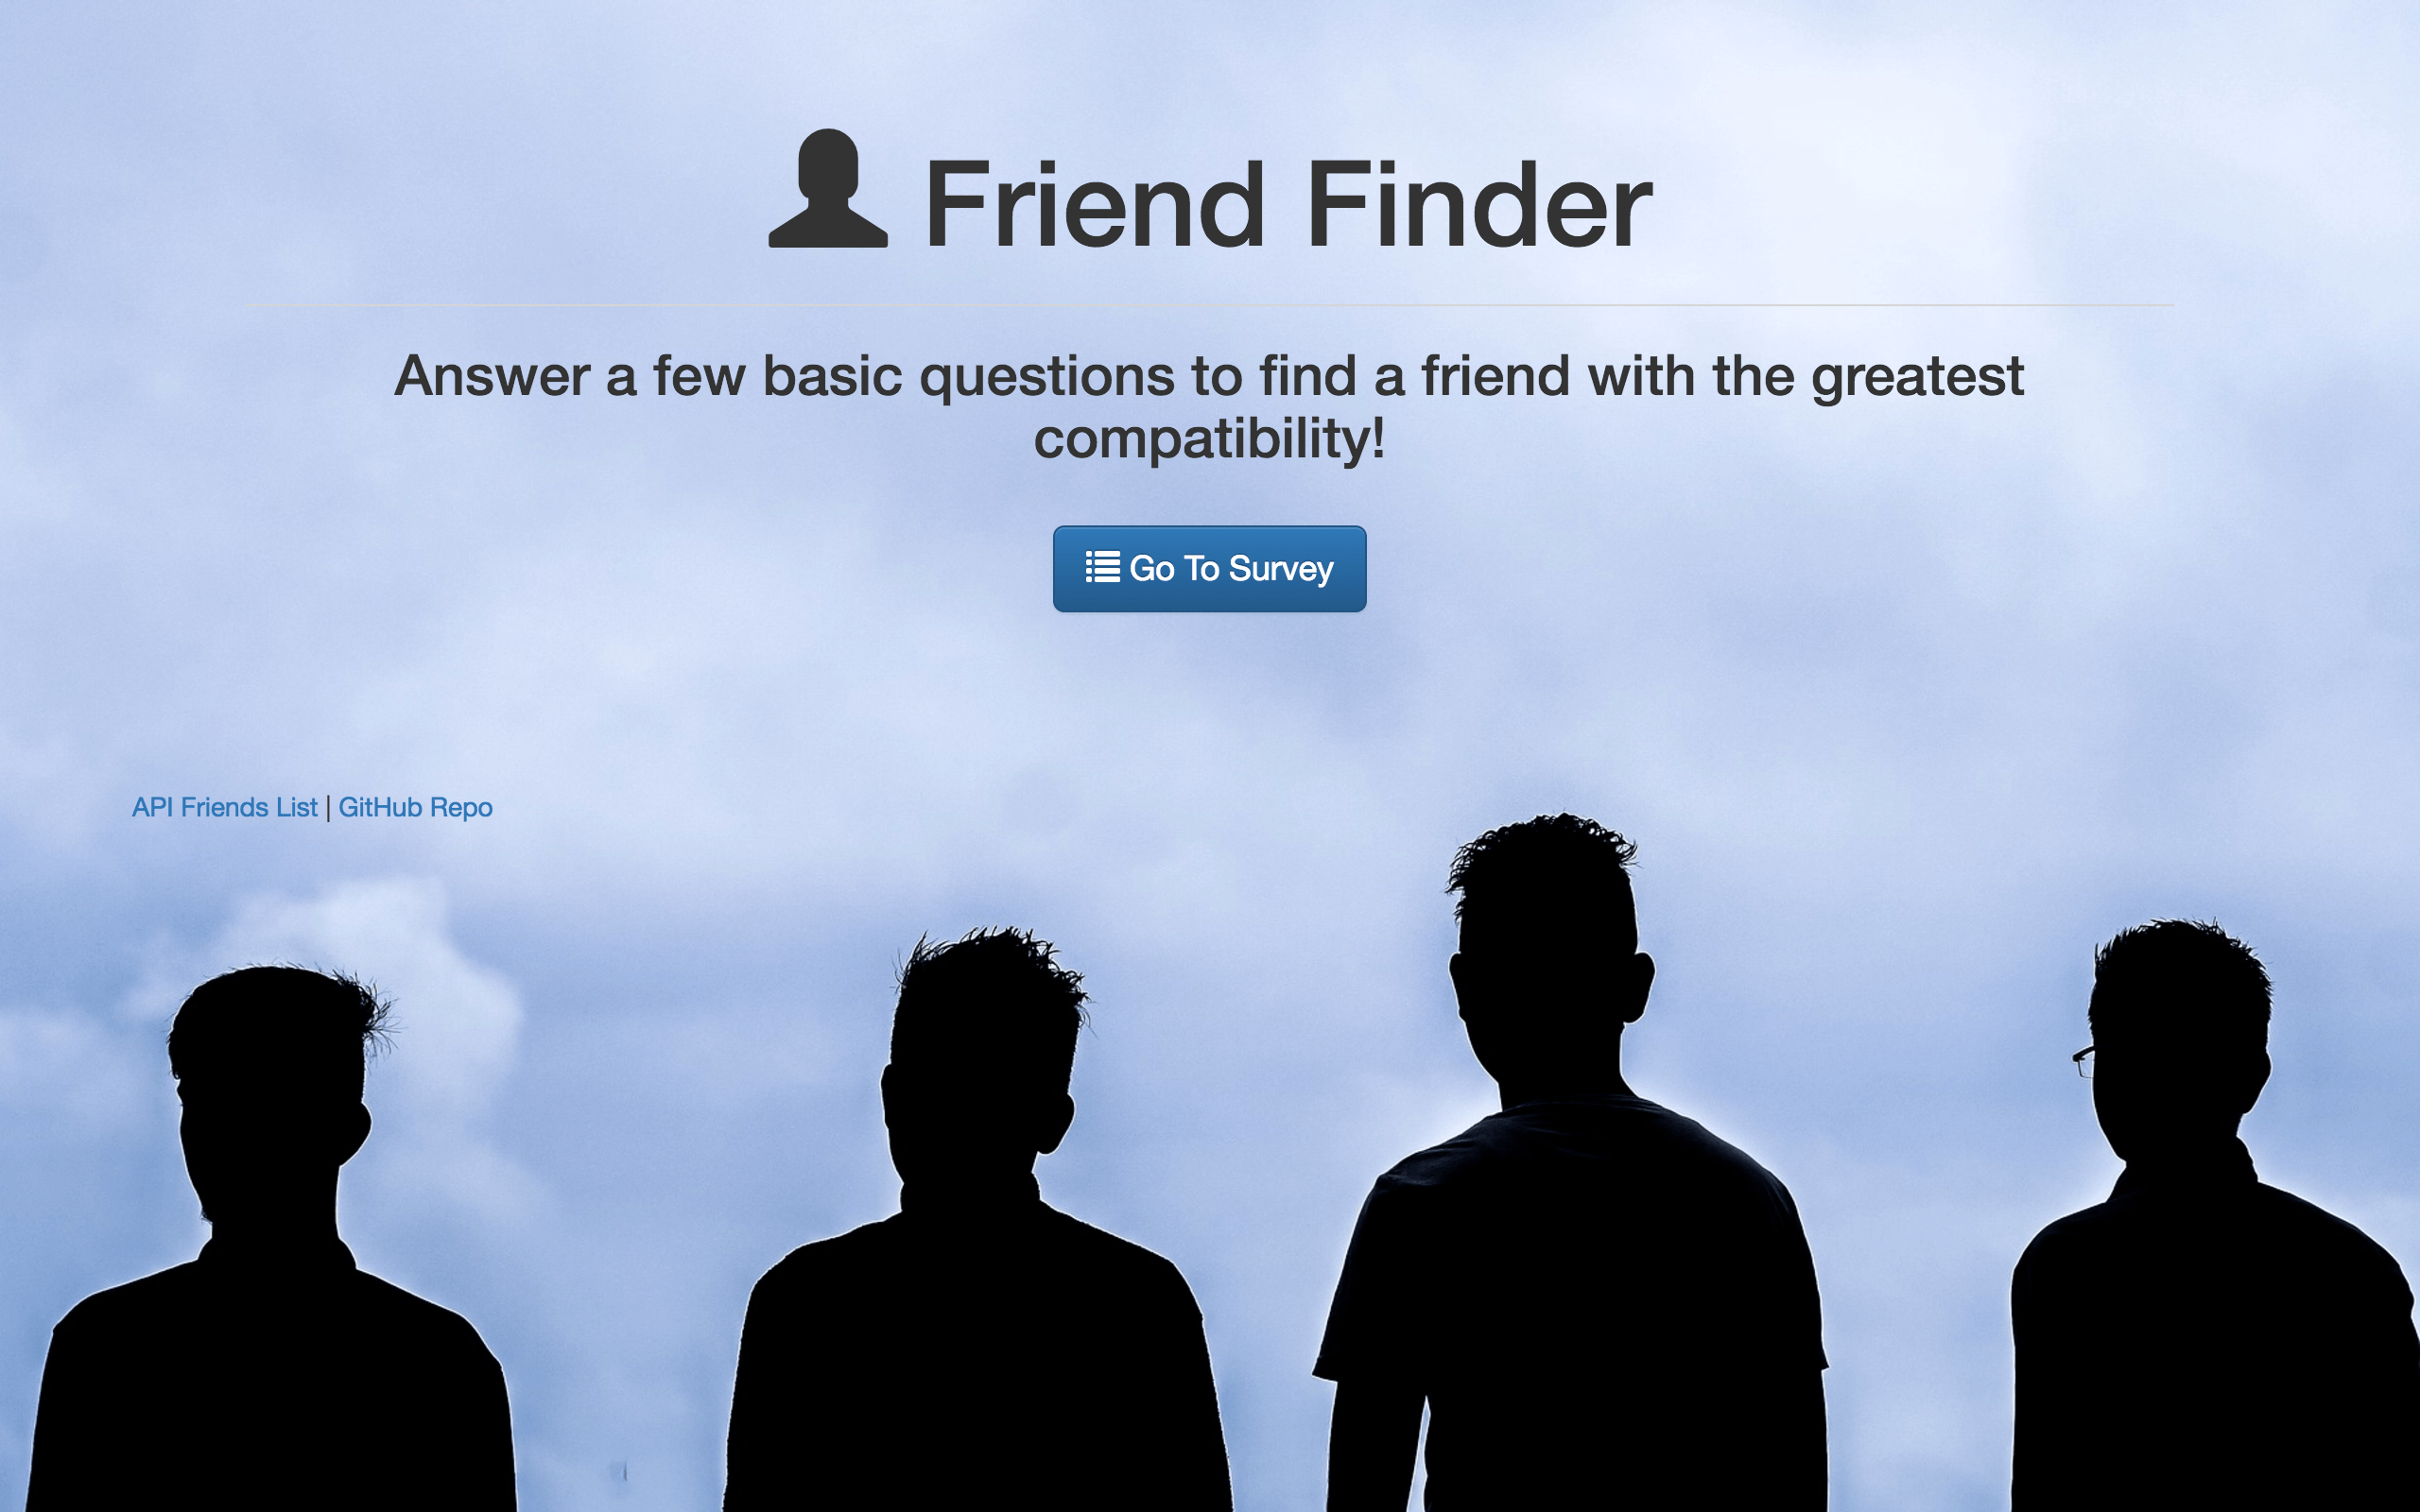 Friend Finder
Answer a few basic questions to find a friend with the greatest
compatibility!
Go To Survey
API Friends List | GitHub Repo